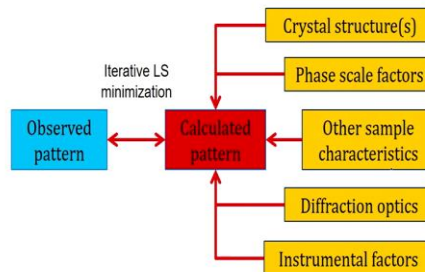 Crystal structure(s)
Iterative LS
minimization
Phase scale factors
Observed
pattern
Calculated
pattern
Other sample
characteristics
Diffraction optics
Instrumental factors